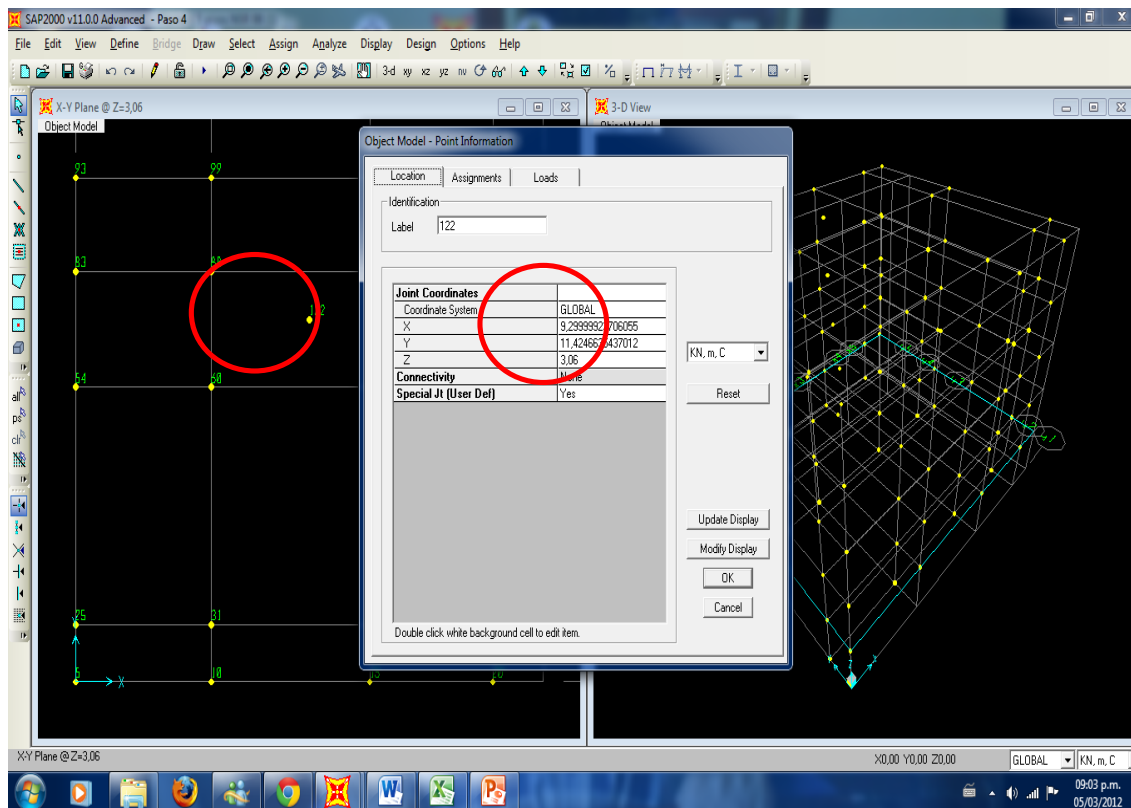 SAP2000 v11.0.0 Advanced - Paso 4
File Edit View Define Bridge Draw Select Assign Analyze Display Design Options Help
3-d xy xz yz nv
X-Y Plane @ Z=3,06
3-D View
Object Model
Object Model - Point Information
Location Assignments Loads
Identification
Label 122
Joint Coordinates
Coordinate System GLOBAL
X
Y
Z 3,06
Connectivity None
Special Jt (User Def) Yes
Double click white background cell to edit item.
KN, m, C
Reset
Update Display
Modify Display
OK
Cancel
93 99
83
54 60
25 31
10
X
all
ps
clr
X-Y Plane @ Z=3,06
X0,00 Y0,00 Z0,00
GLOBAL
KN, m, C
09:03 p.m.
05/03/2012